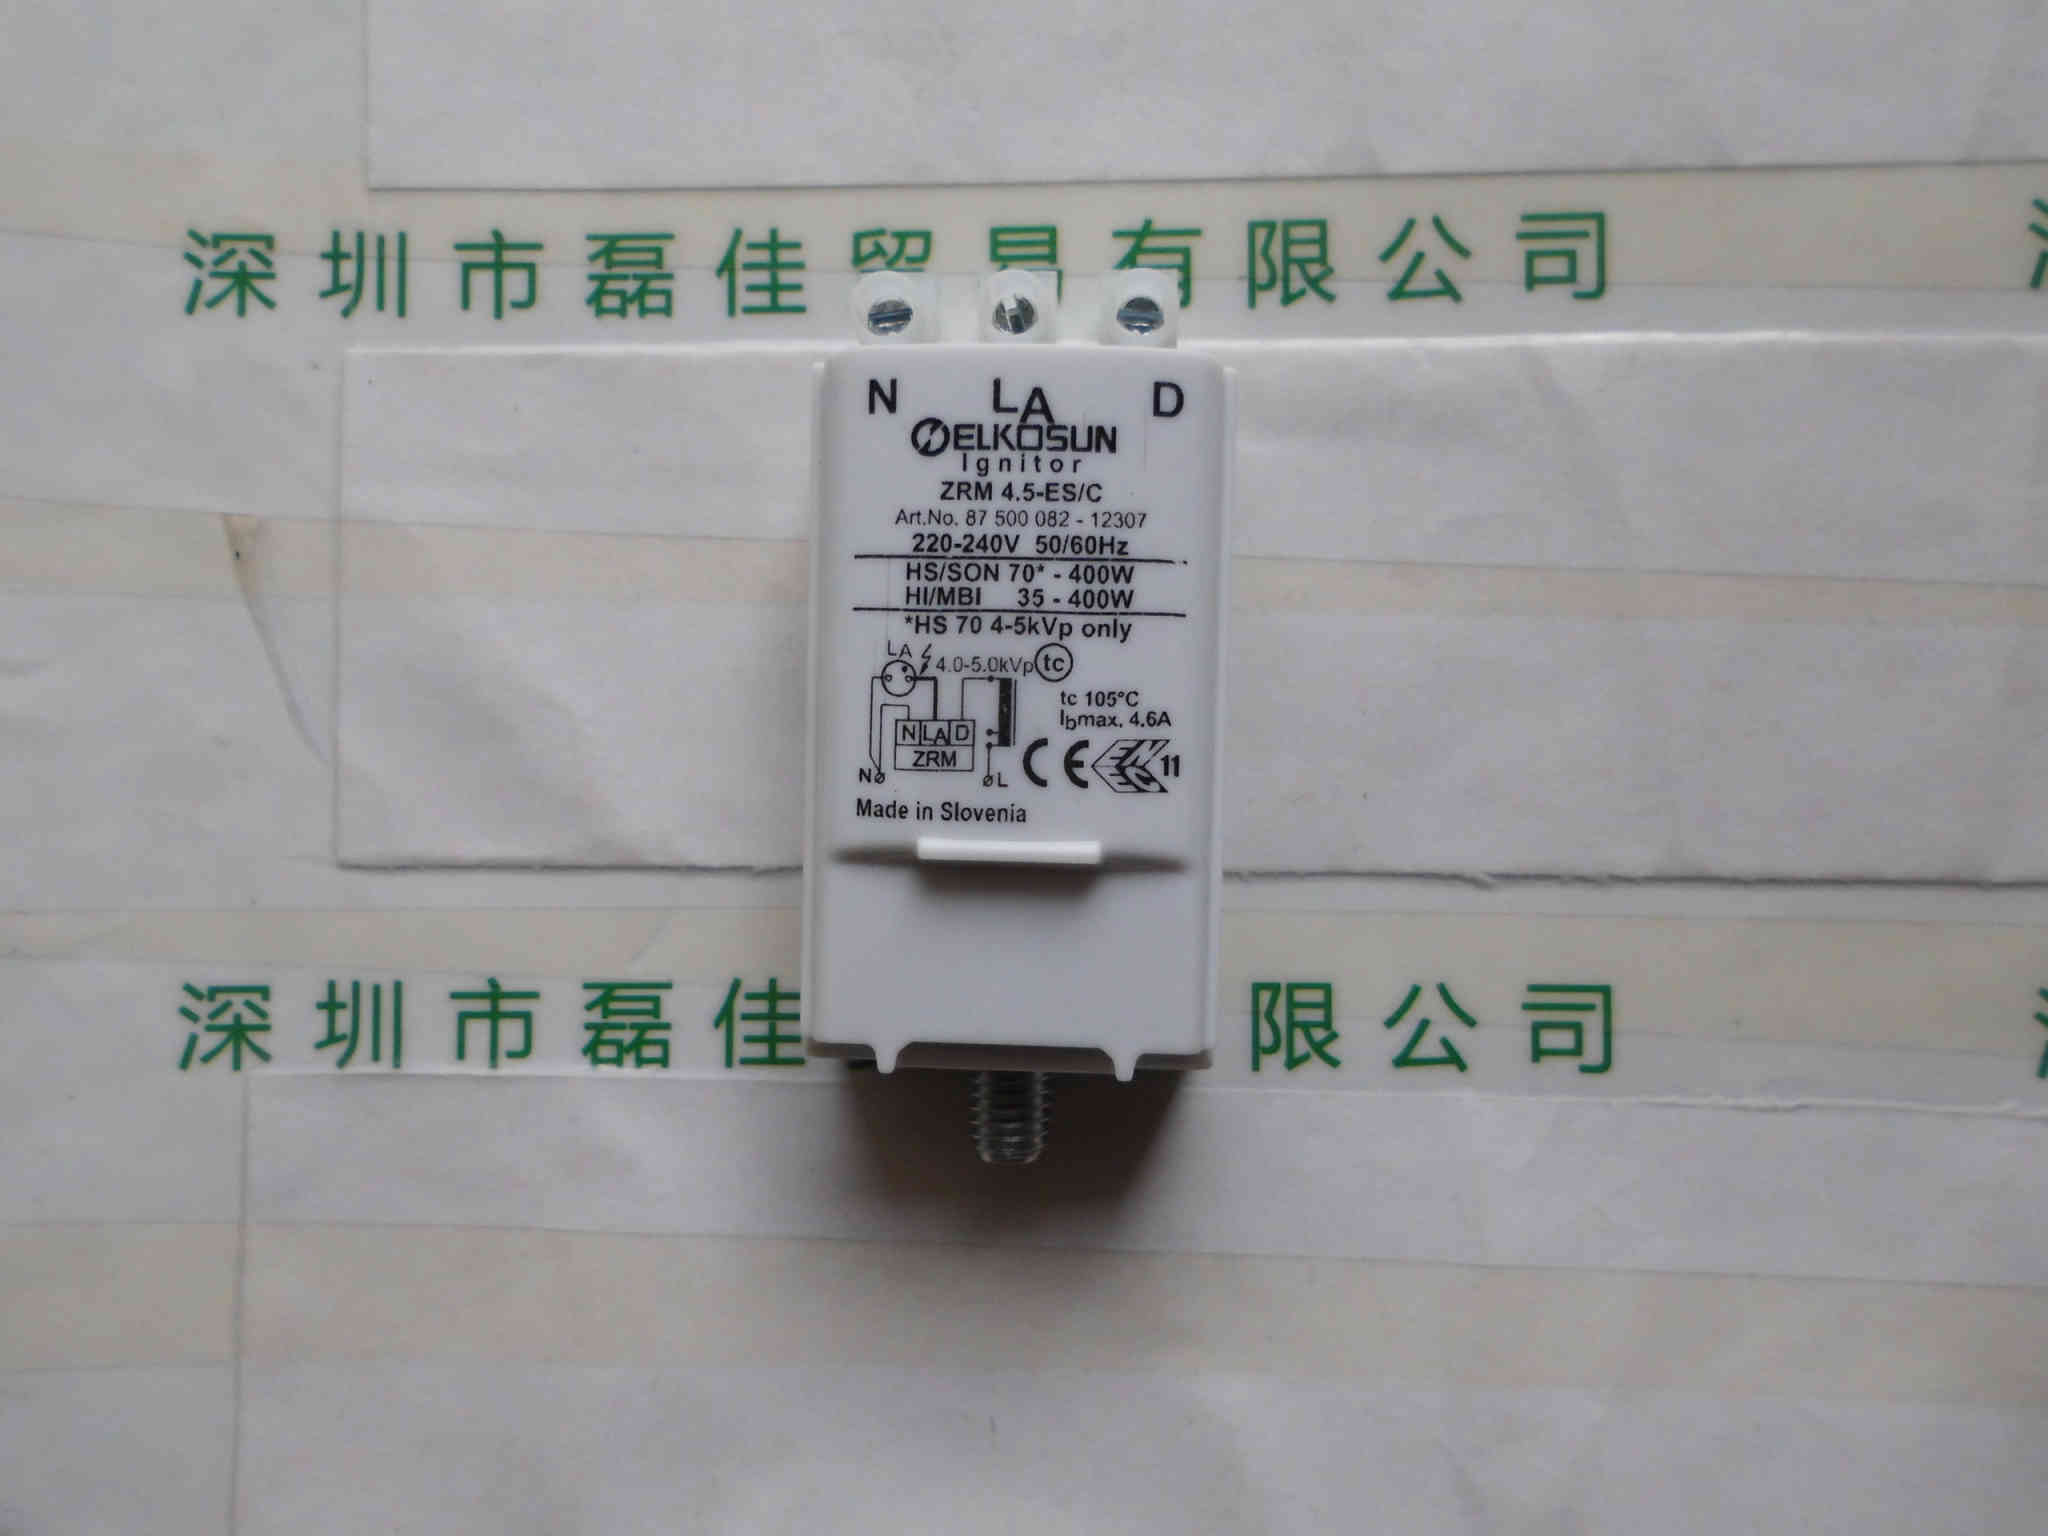 深圳市磊佳贸易有限公司
N LA D
ELKOSUN
Ignitor
ZRM 4.5-ES/C
Art.No. 87 500 082 - 12307
220-240V 50/60Hz
HS/SON 70* - 400W
HI/MBI 35 - 400W
*HS 70 4-5kVp only
LA 4.0-5.0kVp tc
tc 105°C
Ibmax. 4.6A
N LA D
ZRM
N L CE ENEC 11
Made in Slovenia
深圳市磊佳 限公司